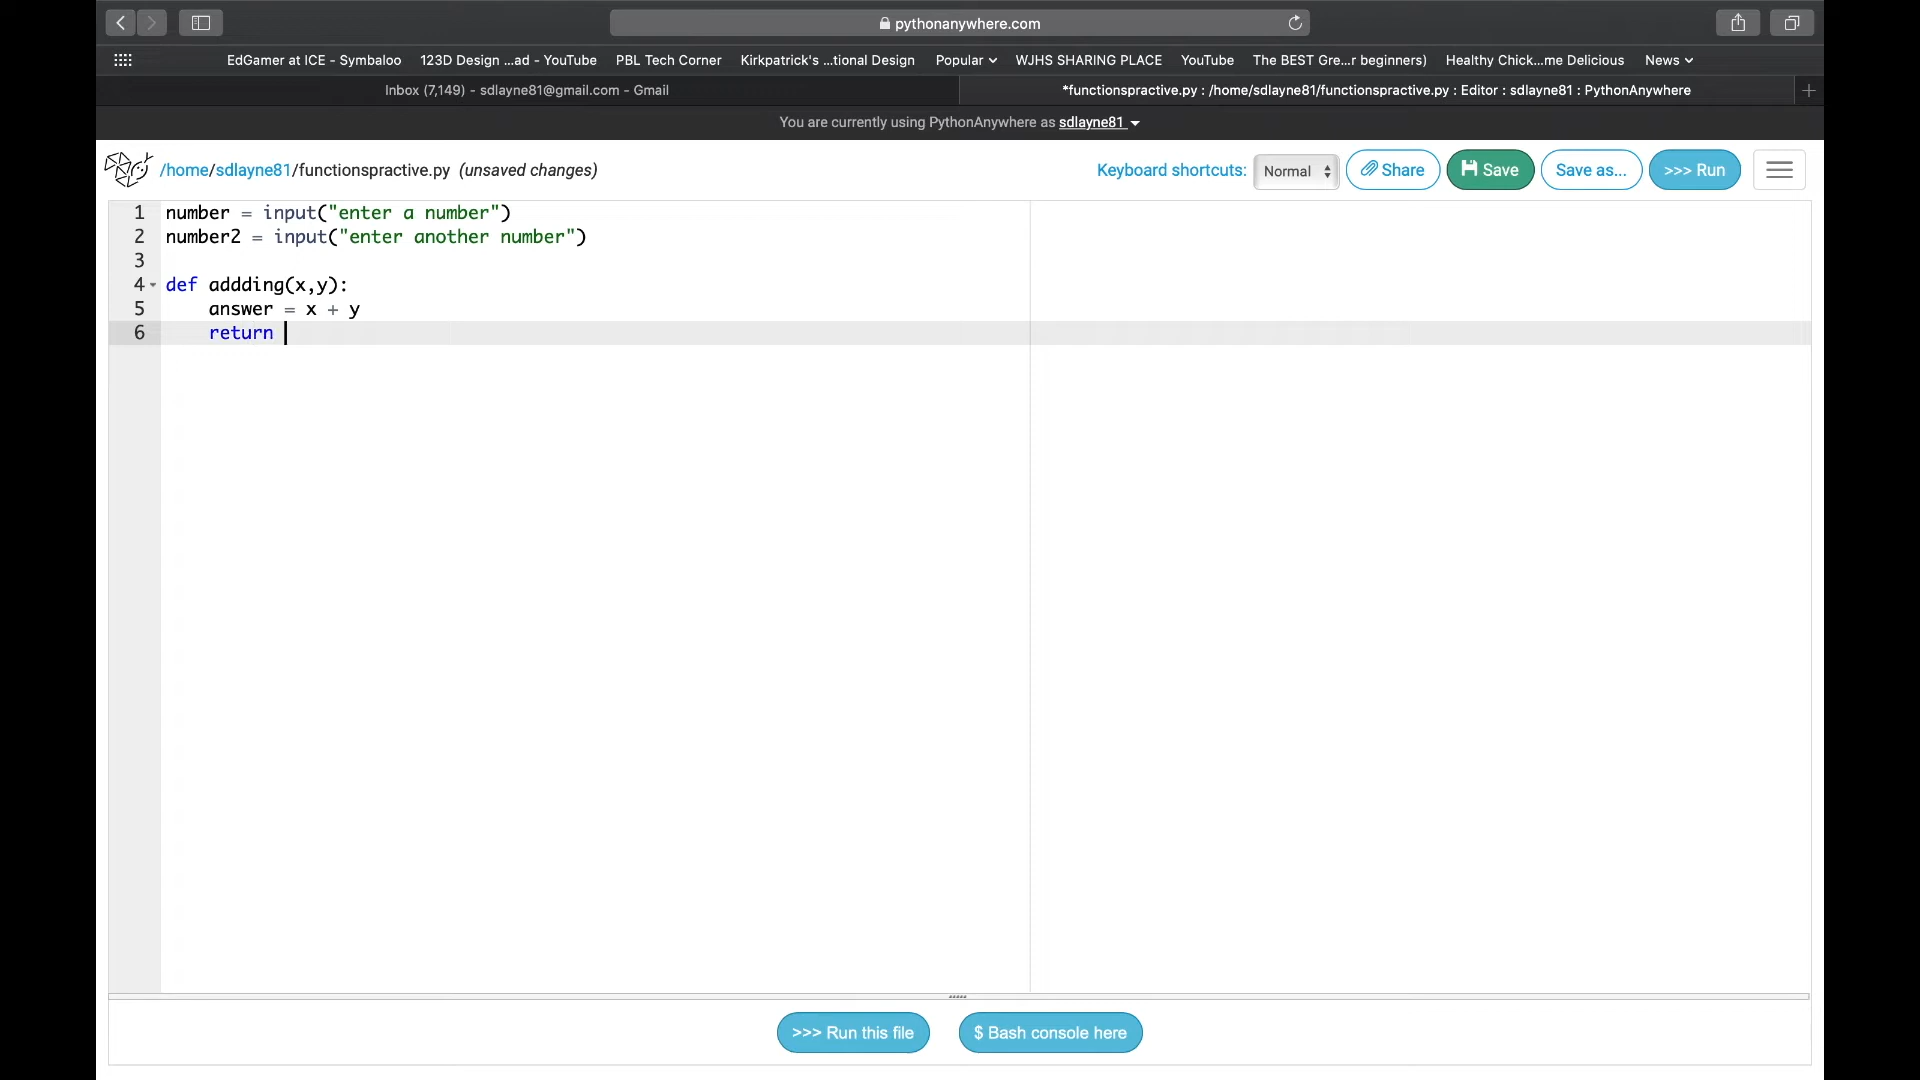 pythonanywhere.com
EdGamer at ICE - Symbaloo 123D Design ...ad - YouTube PBL Tech Corner Kirkpatrick's ...tional Design Popular WJHS SHARING PLACE YouTube The BEST Gre...r beginners) Healthy Chick...me Delicious News
Inbox (7,149) - sdlayne81@gmail.com - Gmail *functionspractive.py : /home/sdlayne81/functionspractive.py : Editor : sdlayne81 : PythonAnywhere
You are currently using PythonAnywhere as sdlayne81
/home/sdlayne81/functionspractive.py (unsaved changes) Keyboard shortcuts: Normal Share Save Save as... >>> Run
1 number = input("enter a number")
2 number2 = input("enter another number")
3
4 def addding(x,y):
5 answer = x + y
6 return
>>> Run this file $ Bash console here